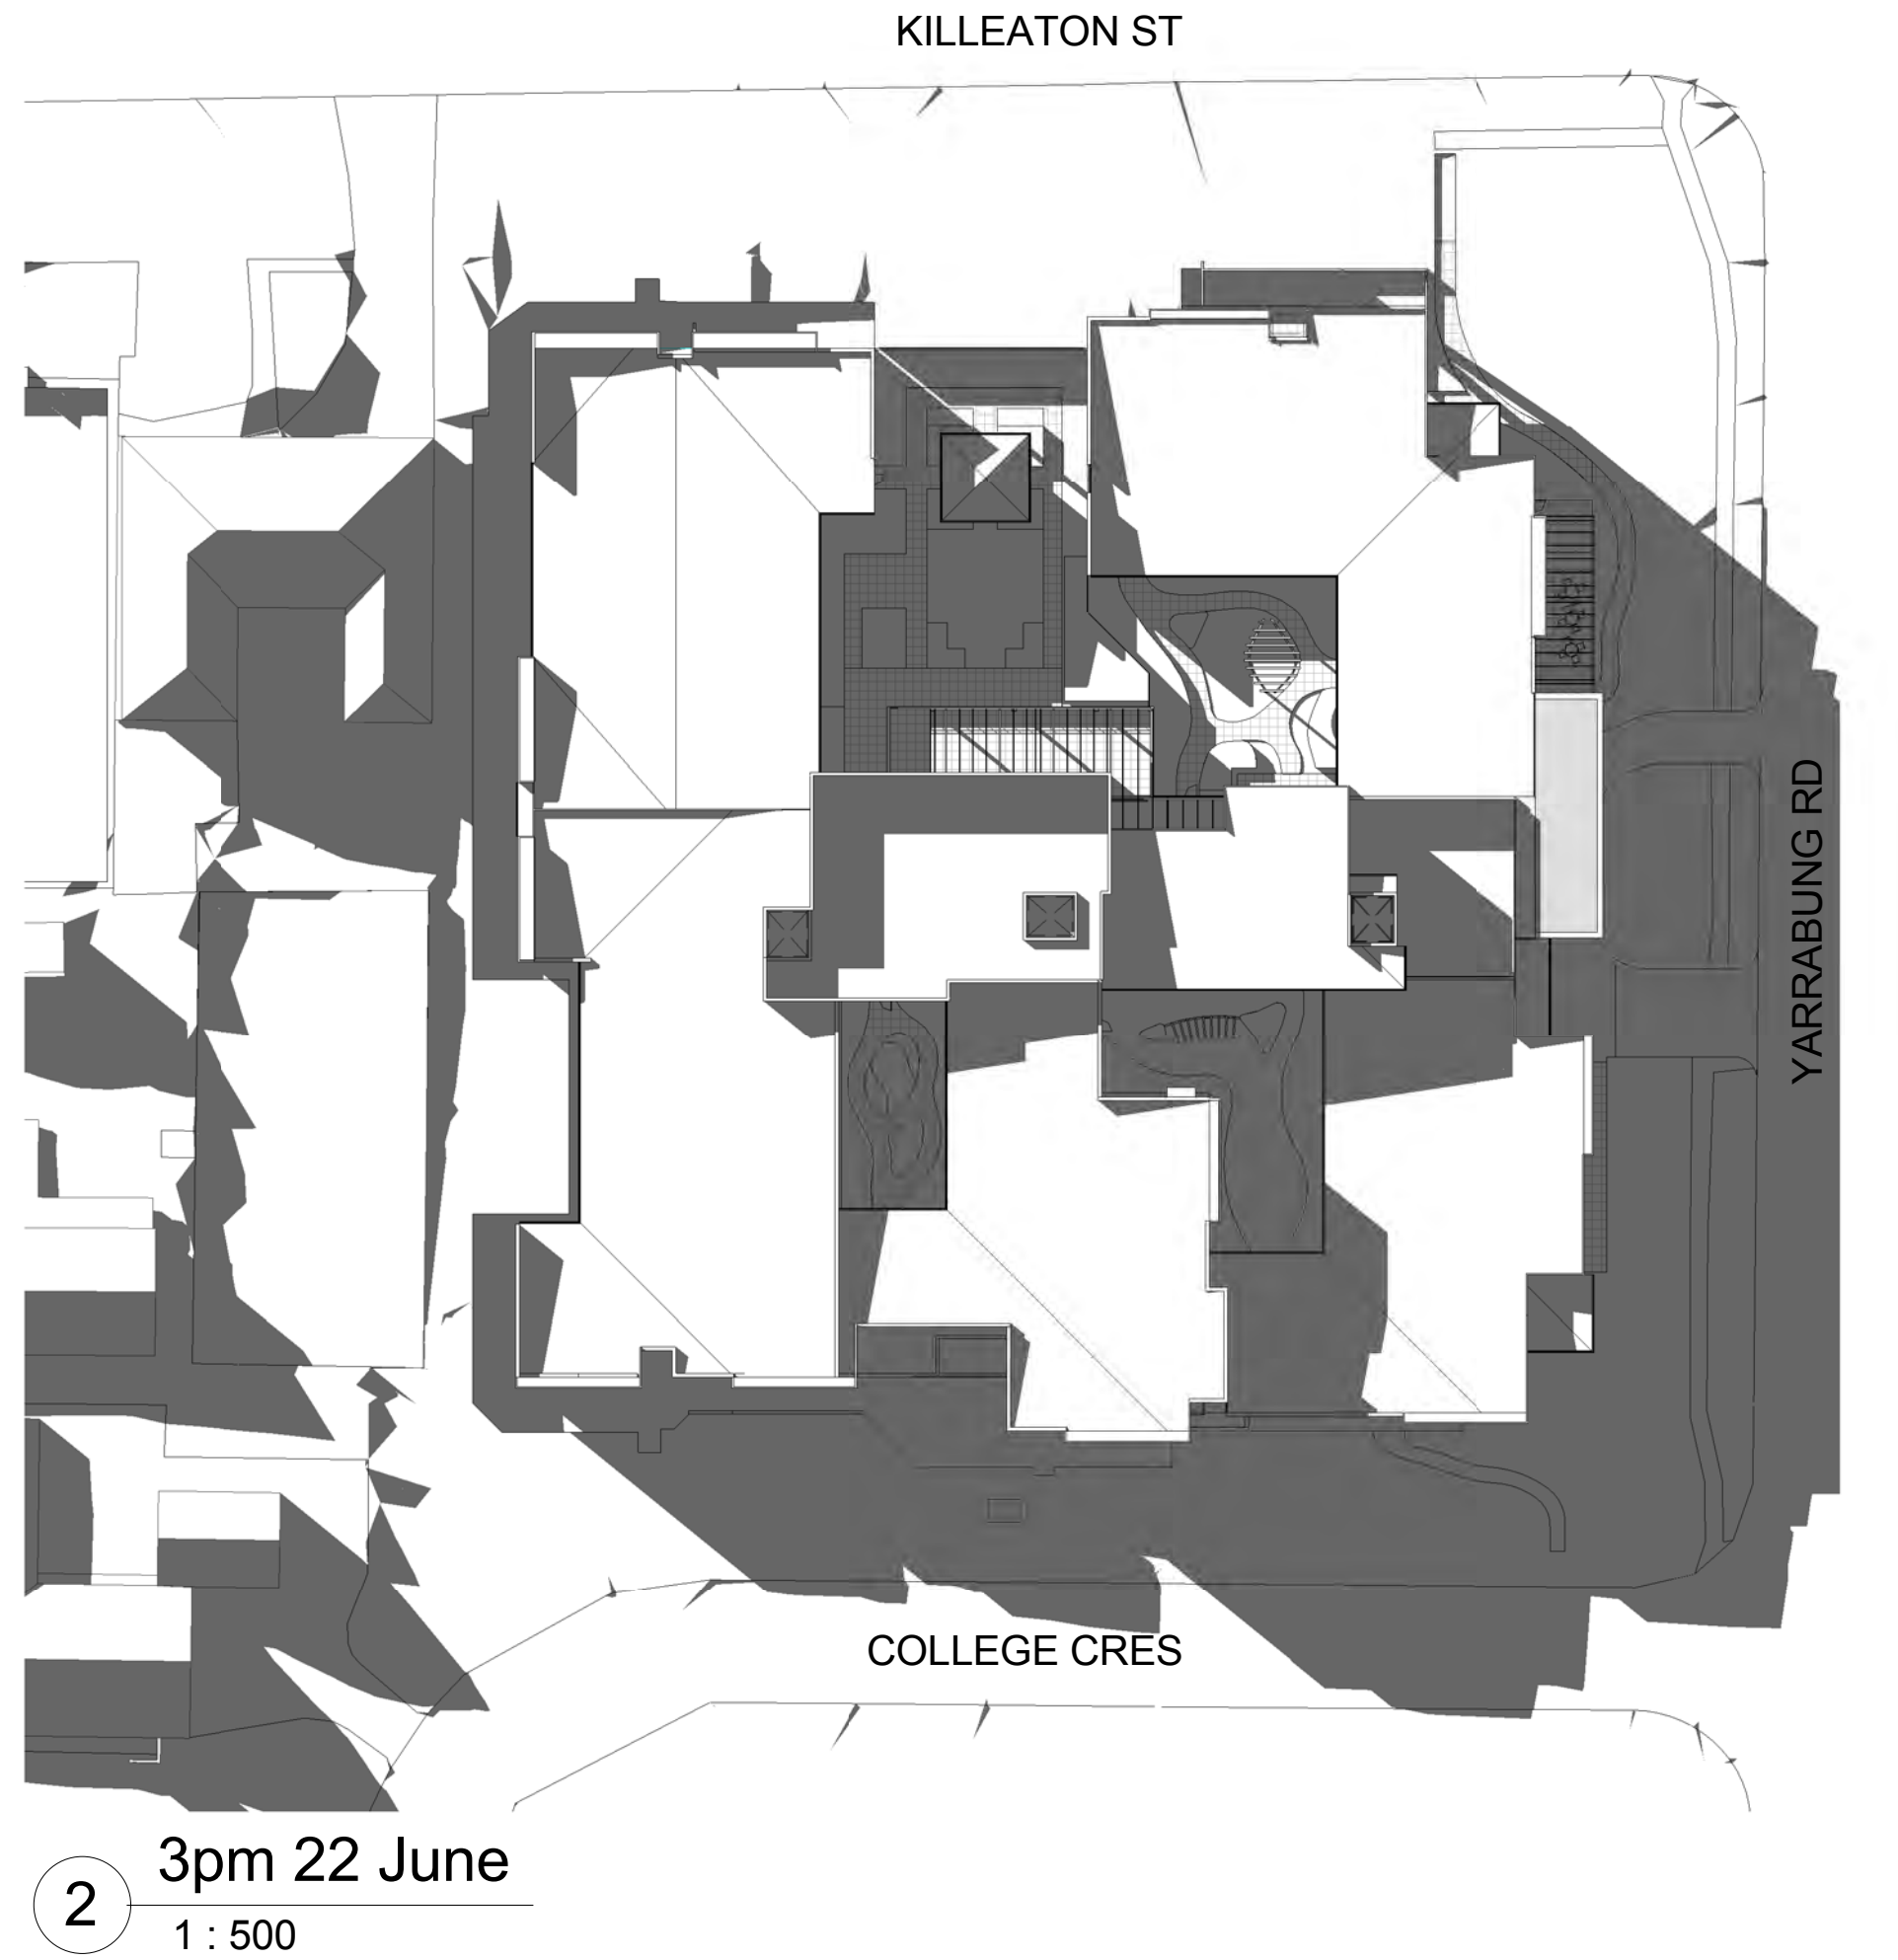 KILLEATON ST
YARRABUNG RD
COLLEGE CRES
3pm 22 June
2
1 : 500